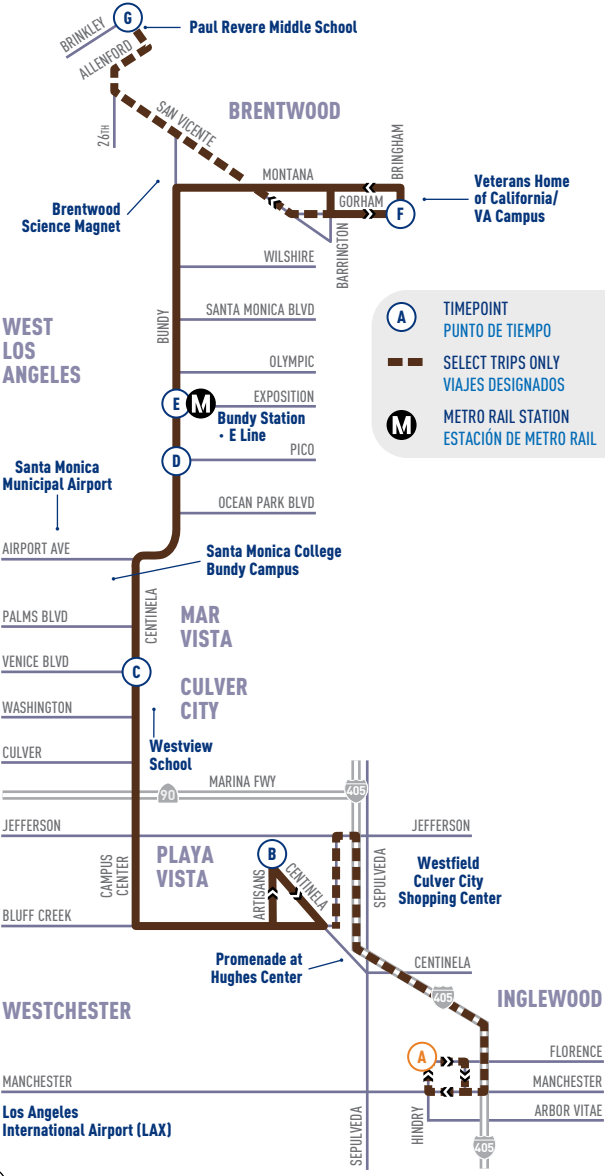 G
Paul Revere Middle School
BRINKLEY
ALLENFORD
26TH
SAN VICENTE
BRENTWOOD
MONTANA
BRINGHAM
GORHAM
F
Veterans Home
of California/
VA Campus
Brentwood
Science Magnet
BARRINGTON
WILSHIRE
WEST
LOS
ANGELES
BUNDY
SANTA MONICA BLVD
OLYMPIC
E
M
EXPOSITION
Bundy Station
• E Line
D
PICO
OCEAN PARK BLVD
A
TIMEPOINT
PUNTO DE TIEMPO
SELECT TRIPS ONLY
VIAJES DESIGNADOS
M
METRO RAIL STATION
ESTACIÓN DE METRO RAIL
Santa Monica
Municipal Airport
AIRPORT AVE
Santa Monica College
Bundy Campus
CENTINELA
PALMS BLVD
MAR
VISTA
VENICE BLVD
C
CULVER
CITY
WASHINGTON
Westview
School
CULVER
90
MARINA FWY
405
JEFFERSON
JEFFERSON
CAMPUS
CENTER
PLAYA
VISTA
B
ARTISANS
CENTINELA
SEPULVEDA
Westfield
Culver City
Shopping Center
BLUFF CREEK
Promenade at
Hughes Center
CENTINELA
405
WESTCHESTER
INGLEWOOD
A
FLORENCE
MANCHESTER
MANCHESTER
HINDRY
ARBOR VITAE
Los Angeles
International Airport (LAX)
SEPULVEDA
405